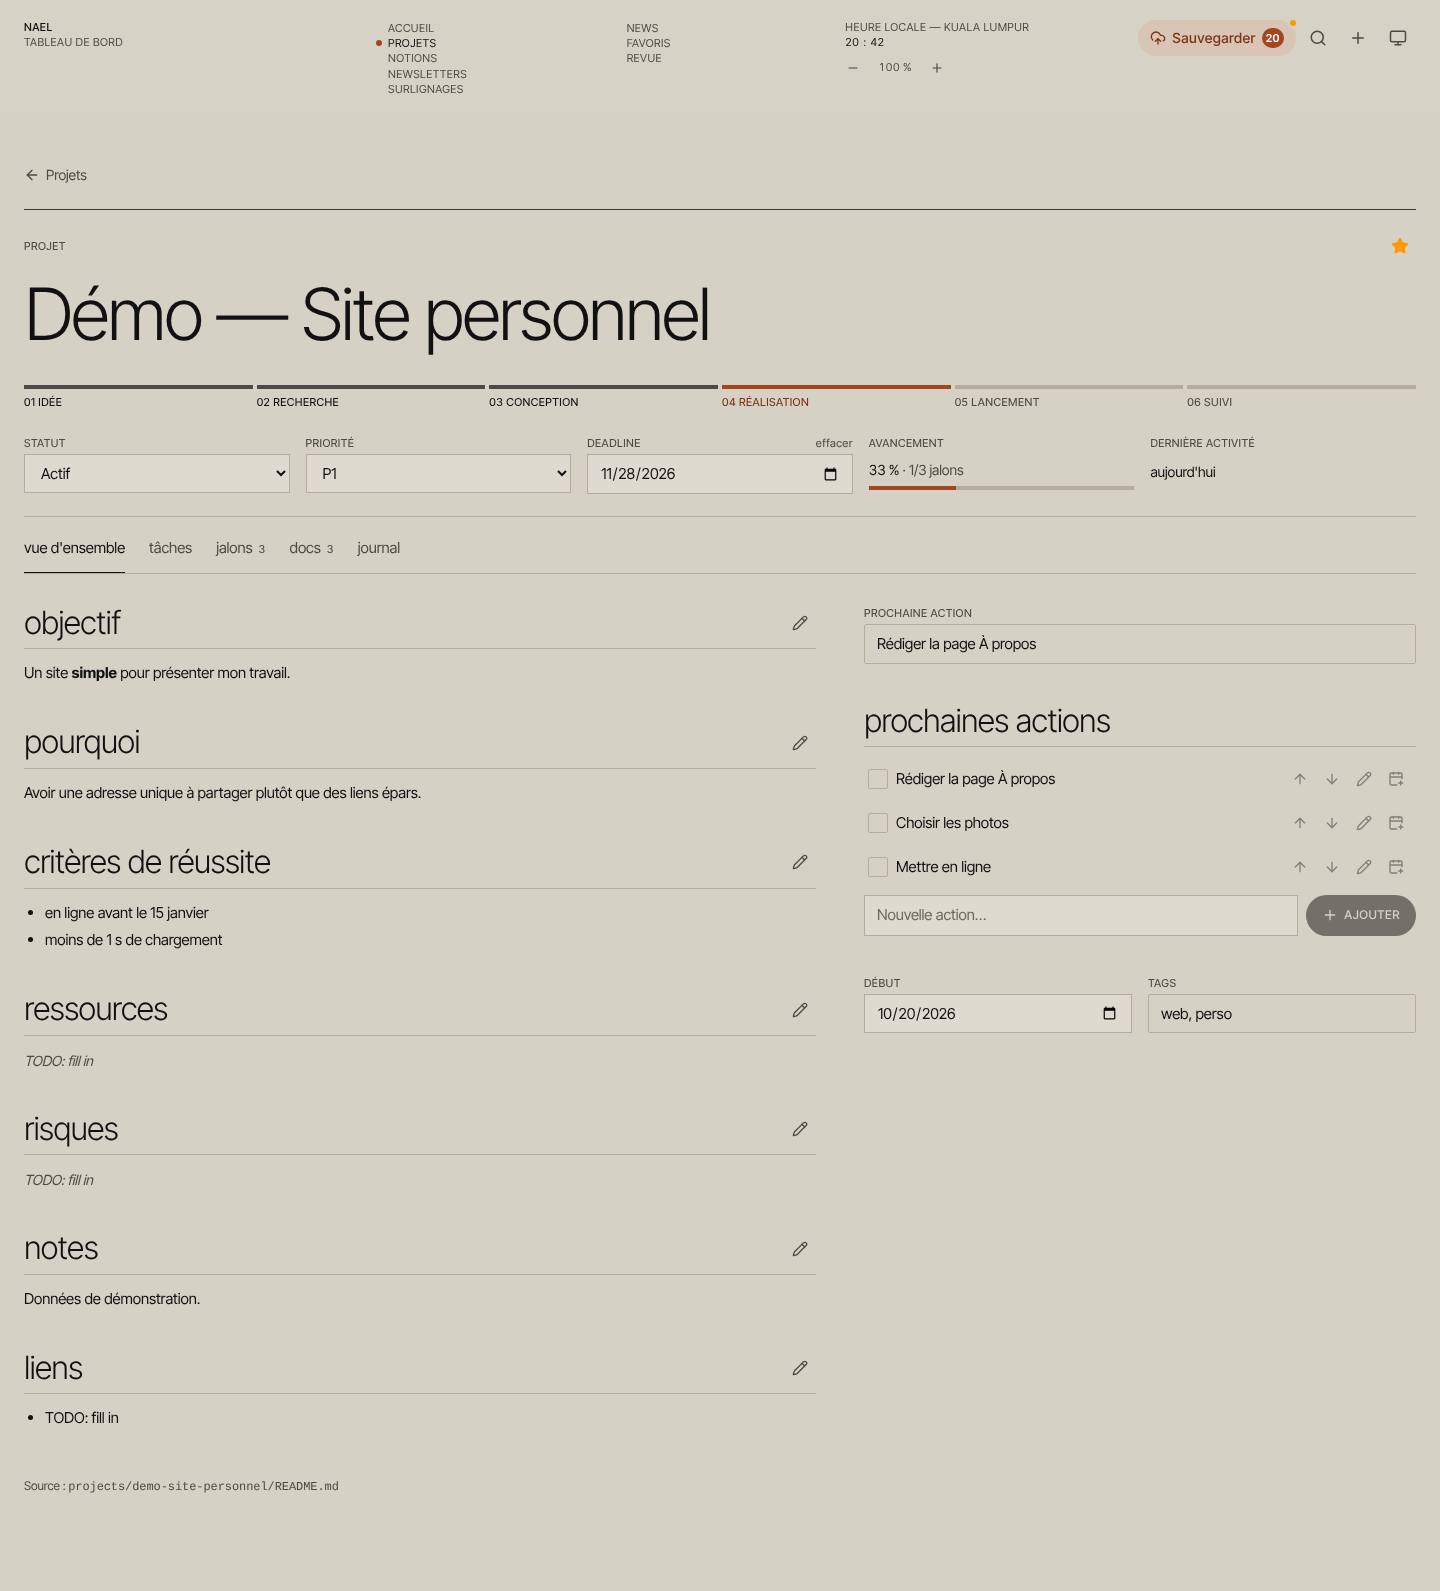 NAEL
TABLEAU DE BORD
ACCUEIL
PROJETS
NOTIONS
NEWSLETTERS
SURLIGNAGES
NEWS
FAVORIS
REVUE
HEURE LOCALE — KUALA LUMPUR
20 : 42
100 %
Sauvegarder 20
Projets
PROJET
Démo — Site personnel
01 IDÉE
02 RECHERCHE
03 CONCEPTION
04 RÉALISATION
05 LANCEMENT
06 SUIVI
STATUT
Actif
PRIORITÉ
P1
DEADLINE effacer
11/28/2026
AVANCEMENT
33 % · 1/3 jalons
DERNIÈRE ACTIVITÉ
aujourd'hui
vue d'ensemble
tâches
jalons 3
docs 3
journal
objectif
Un site simple pour présenter mon travail.
pourquoi
Avoir une adresse unique à partager plutôt que des liens épars.
critères de réussite
en ligne avant le 15 janvier
moins de 1 s de chargement
ressources
TODO: fill in
risques
TODO: fill in
notes
Données de démonstration.
liens
TODO: fill in
Source : projects/demo-site-personnel/README.md
PROCHAINE ACTION
Rédiger la page À propos
prochaines actions
Rédiger la page À propos
Choisir les photos
Mettre en ligne
Nouvelle action…
AJOUTER
DÉBUT
10/20/2026
TAGS
web, perso